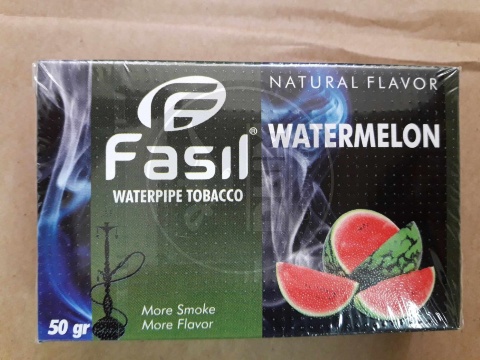 Fasil®
WATERPIPE TOBACCO
More Smoke
More Flavor
50 gr
NATURAL FLAVOR
WATERMELON